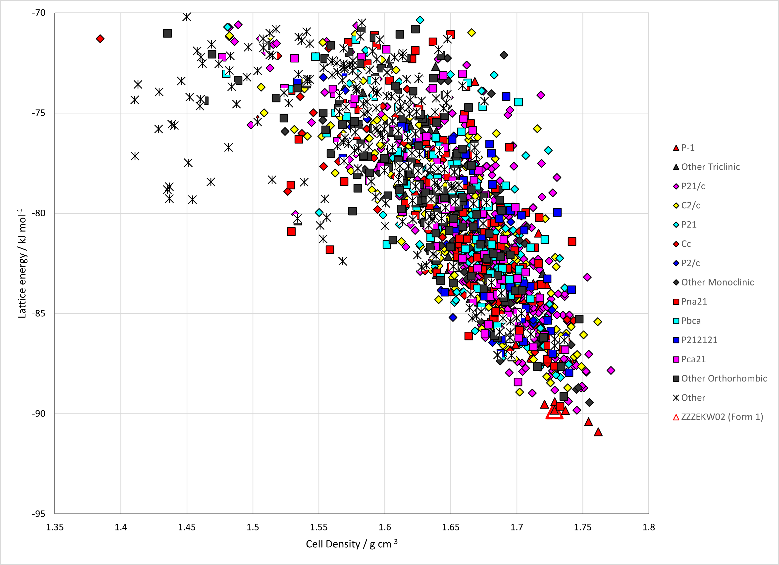 -70
-75
-80
-85
-90
-95
Lattice energy / kJ mol⁻¹
1.35 1.4 1.45 1.5 1.55 1.6 1.65 1.7 1.75 1.8
Cell Density / g cm³
P-1
Other Triclinic
P21/c
C2/c
P21
Cc
P2/c
Other Monoclinic
Pna21
Pbca
P212121
Pca21
Other Orthorhombic
Other
ZZZEKW02 (Form 1)